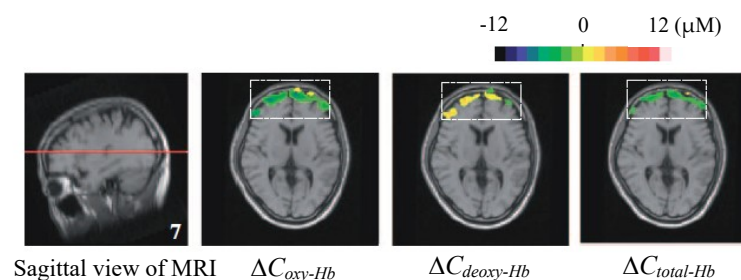 -12 0 12 (μM)
7
Sagittal view of MRI ΔC_oxy-Hb ΔC_deoxy-Hb ΔC_total-Hb